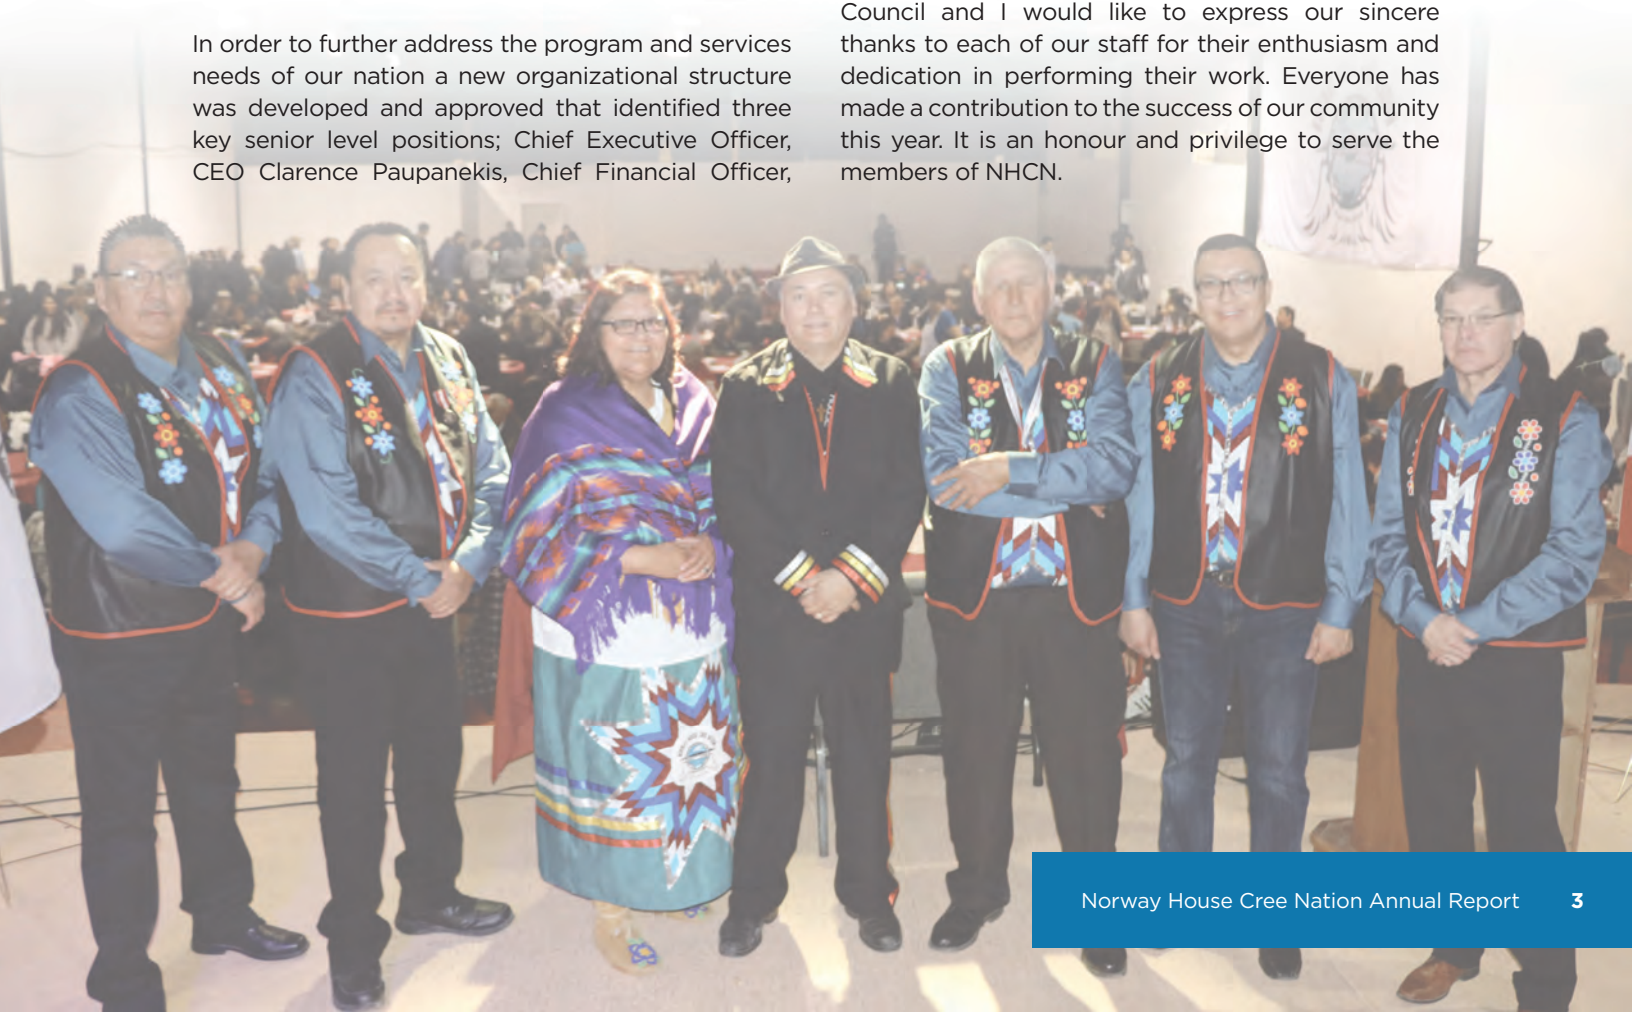 In order to further address the program and services
needs of our nation a new organizational structure
was developed and approved that identified three
key senior level positions; Chief Executive Officer,
CEO Clarence Paupanekis, Chief Financial Officer,
Council and I would like to express our sincere
thanks to each of our staff for their enthusiasm and
dedication in performing their work. Everyone has
made a contribution to the success of our community
this year. It is an honour and privilege to serve the
members of NHCN.
Norway House Cree Nation Annual Report 3